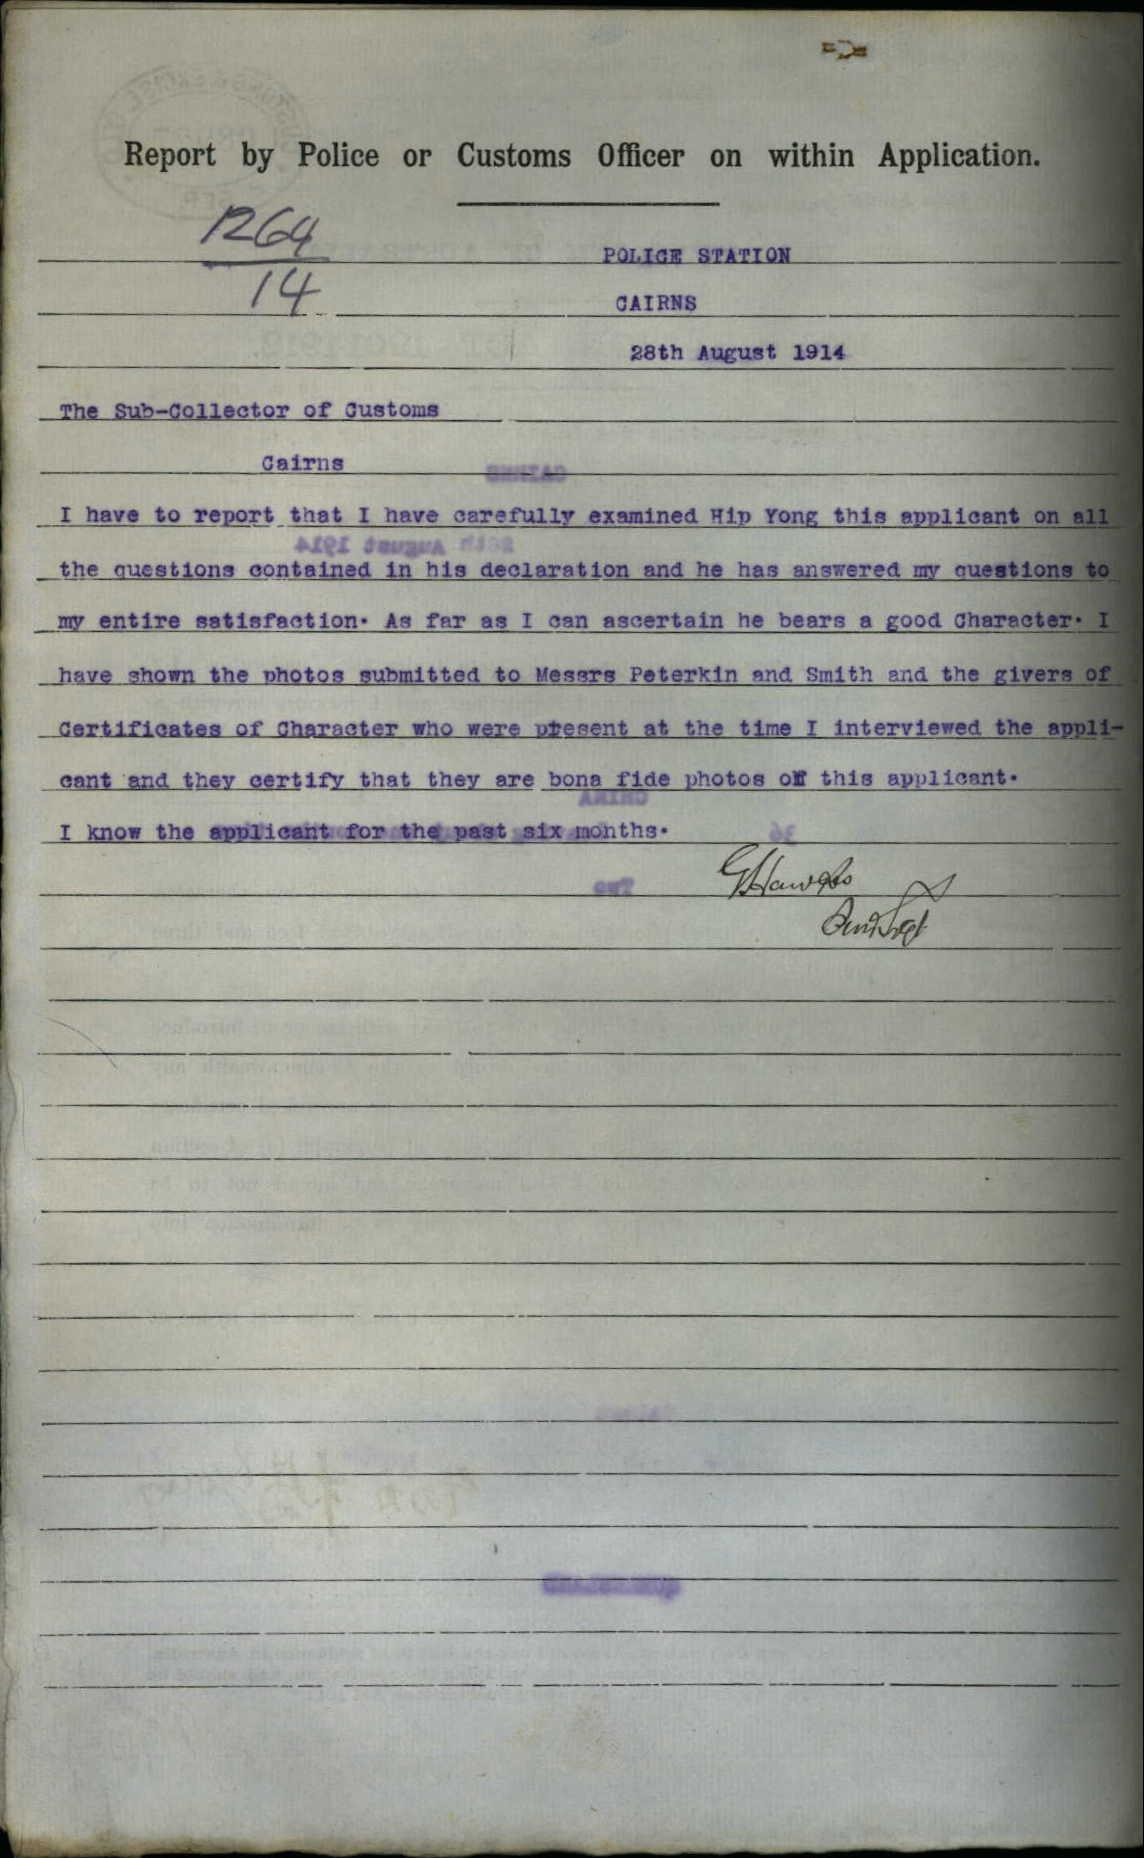 Report by Police or Customs Officer on within Application.
1264
14
POLICE STATION
CAIRNS
28th August 1914
The Sub-Collector of Customs
Cairns
I have to report that I have carefully examined Hip Yong this applicant on all
the questions contained in his declaration and he has answered my questions to
my entire satisfaction. As far as I can ascertain he bears a good Character. I
have shown the photos submitted to Messrs Peterkin and Smith and the givers of
Certificates of Character who were present at the time I interviewed the appli-
cant and they certify that they are bona fide photos of this applicant.
I know the applicant for the past six months.